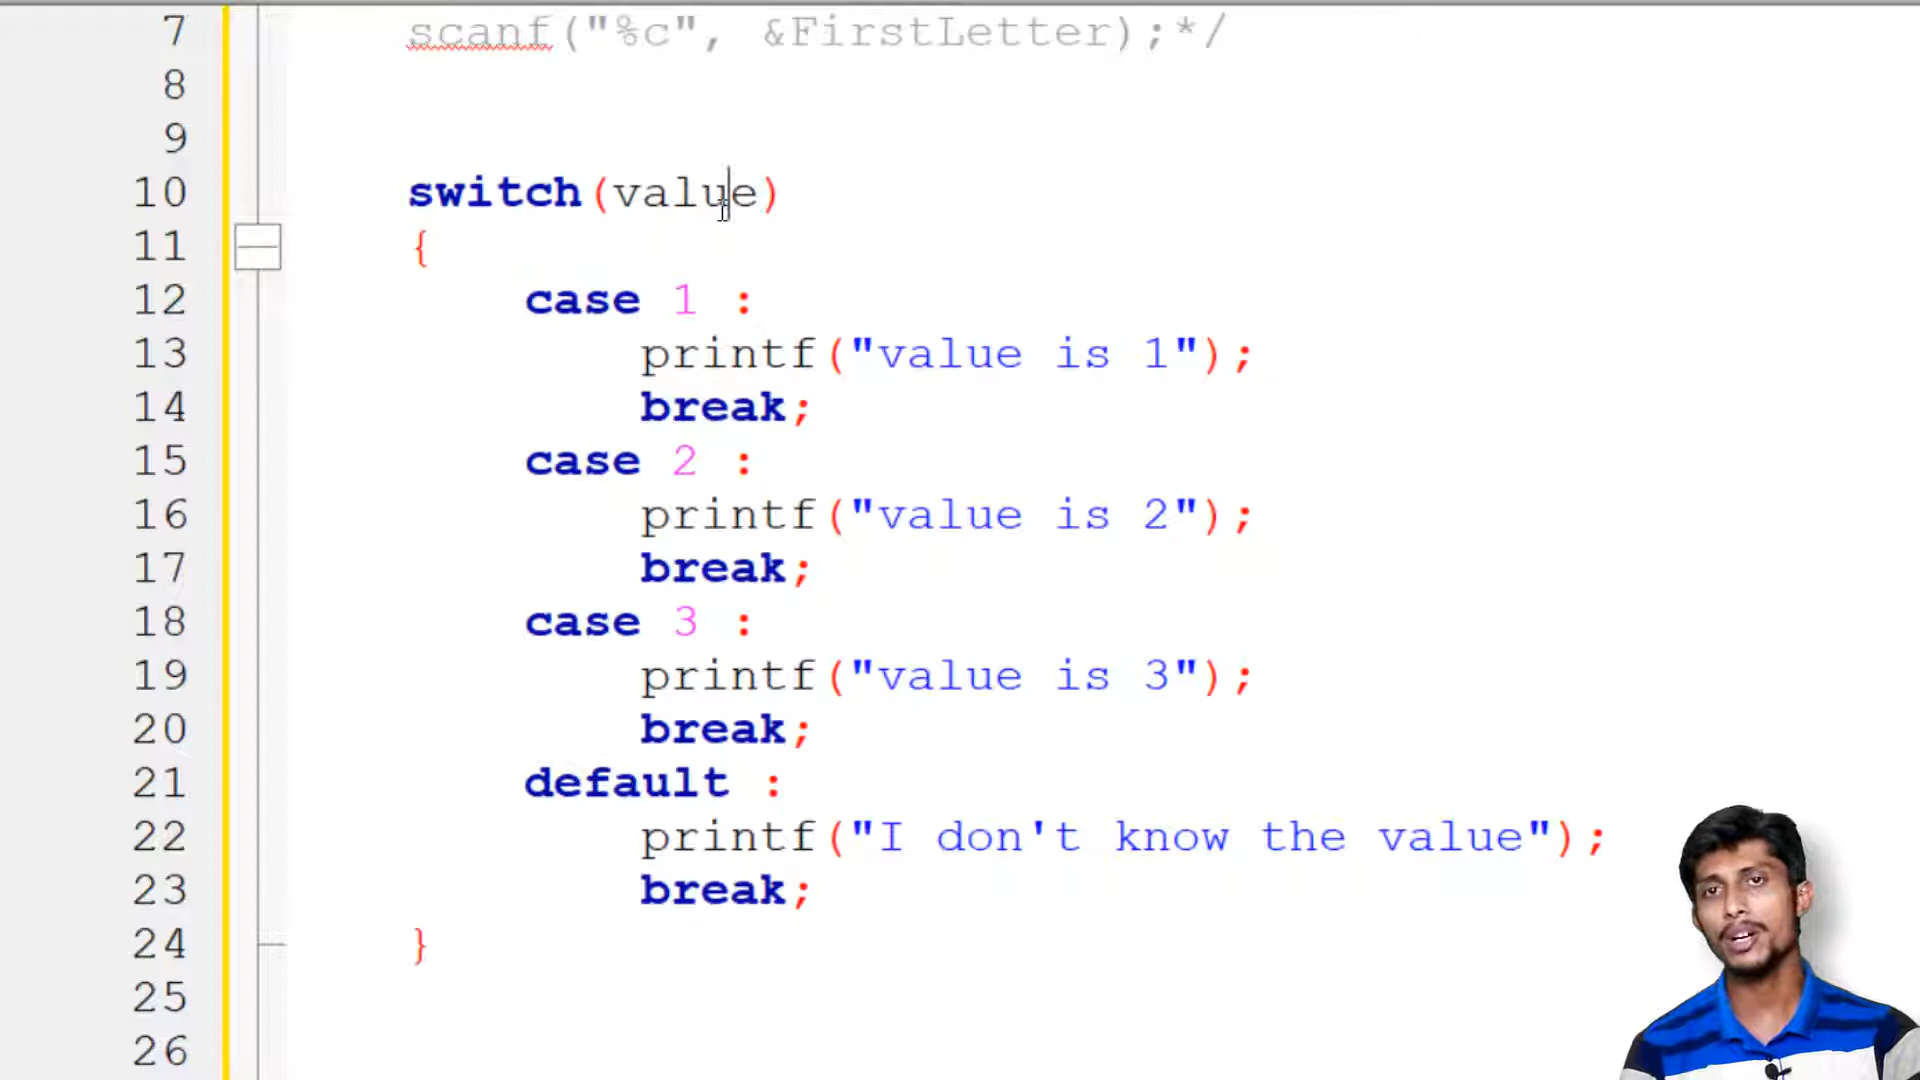 7 scanf("%c", &FirstLetter);*/
8
9
10 switch(value)
11 {
12 case 1 :
13 printf("value is 1");
14 break;
15 case 2 :
16 printf("value is 2");
17 break;
18 case 3 :
19 printf("value is 3");
20 break;
21 default :
22 printf("I don't know the value");
23 break;
24 }
25
26